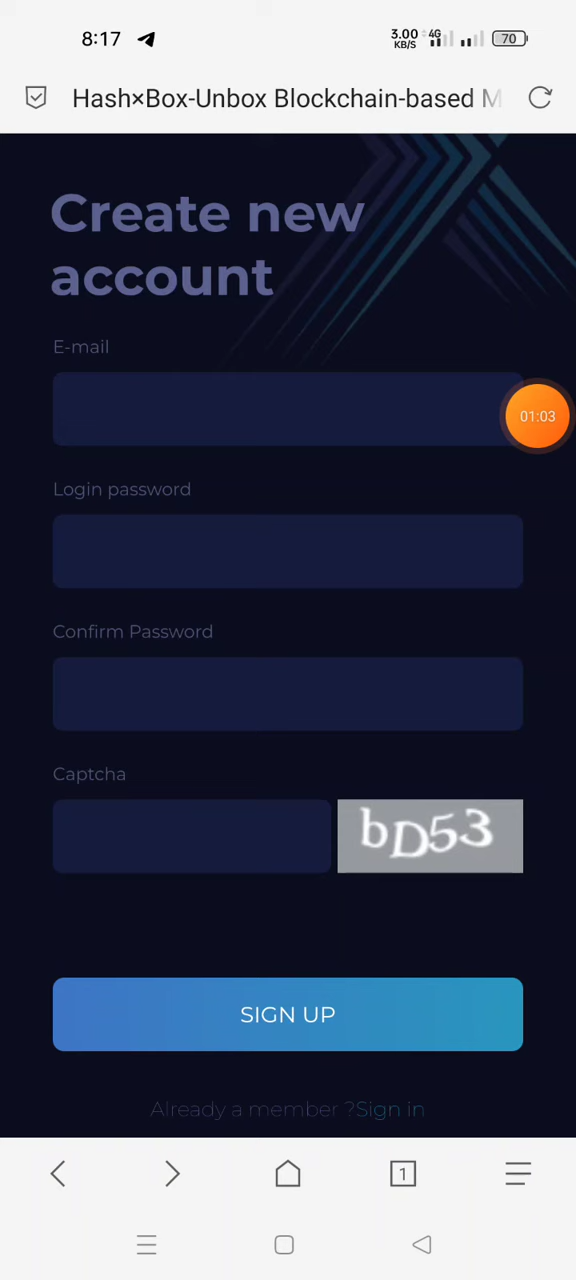 8:17
3.00 KB/S 4G 70
Hash×Box-Unbox Blockchain-based M
Create new
account
E-mail
01:03
Login password
Confirm Password
Captcha
bD53
SIGN UP
Already a member ?Sign in
1